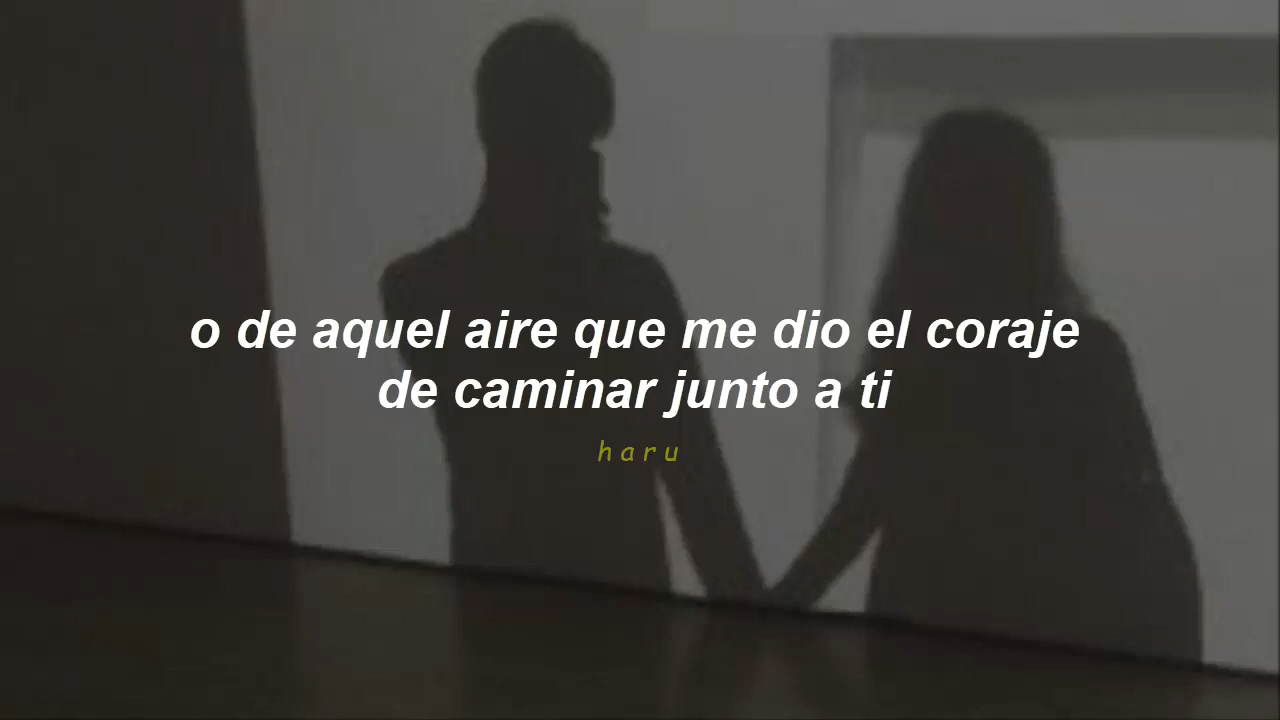 o de aquel aire que me dio el coraje
de caminar junto a ti
haru